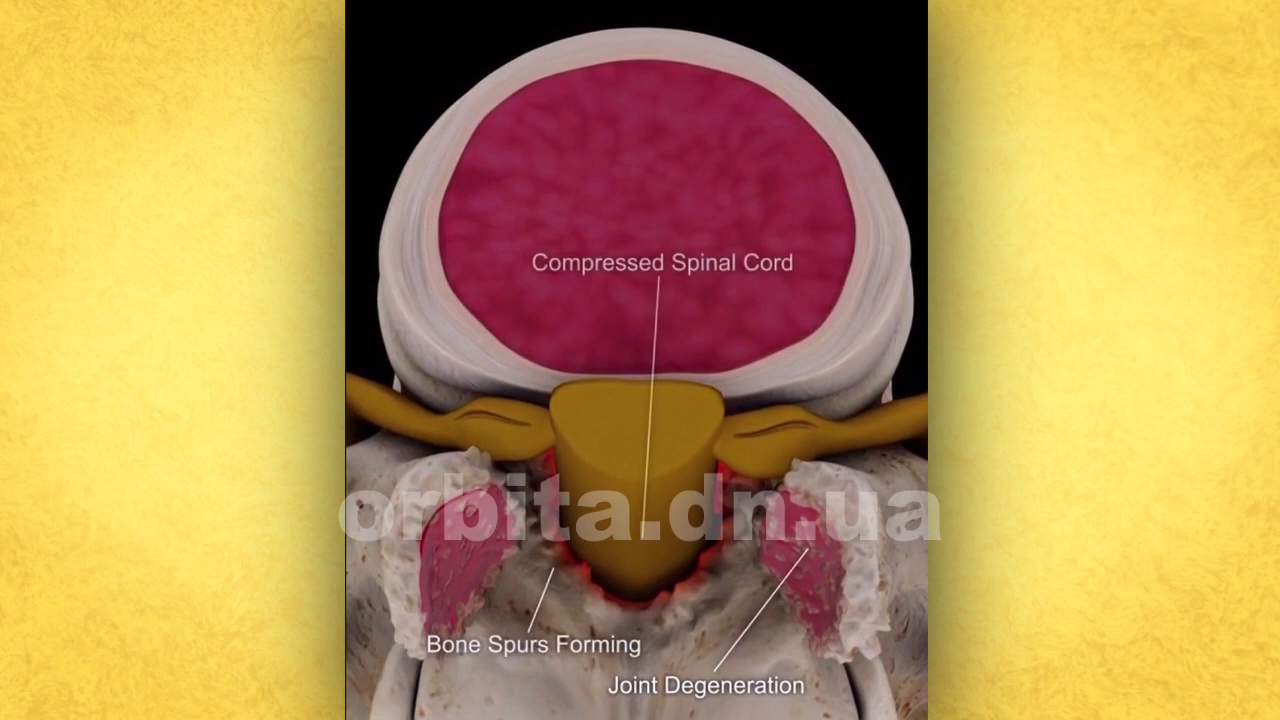 Compressed Spinal Cord
orbita.dn.ua
Bone Spurs Forming
Joint Degeneration